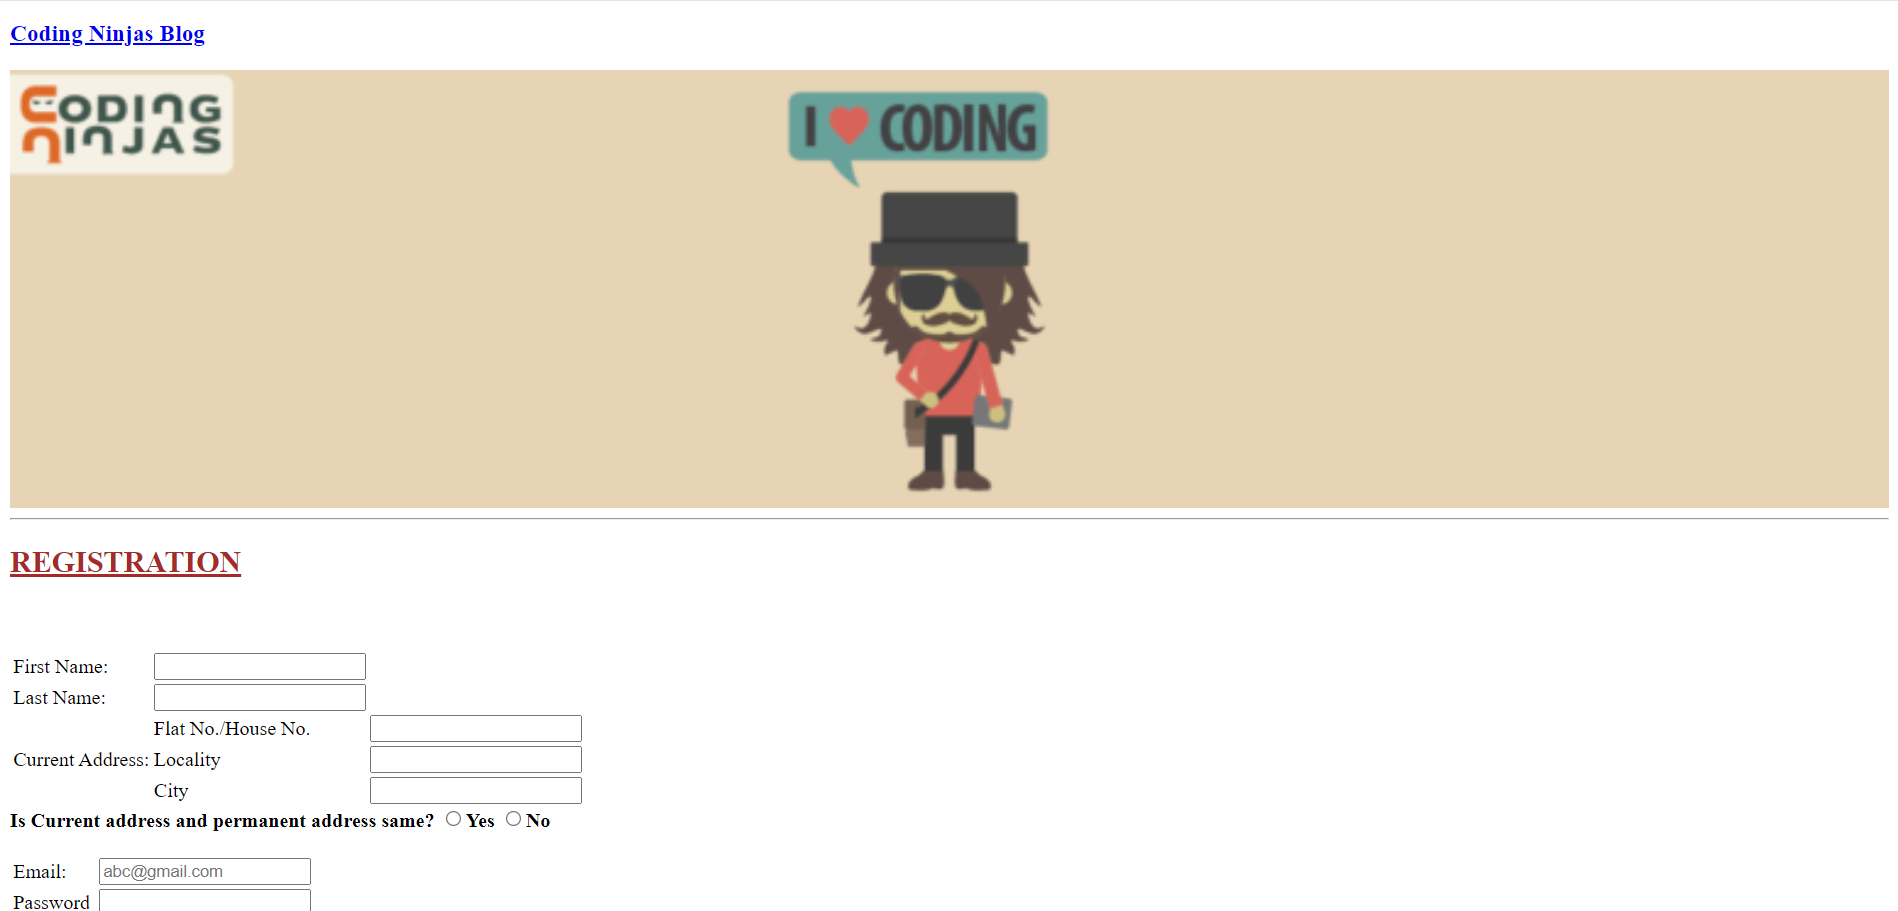 Coding Ninjas Blog
CODING
NINJAS
I ❤ CODING
REGISTRATION
First Name:
Last Name:
Flat No./House No.
Current Address: Locality
City
Is Current address and permanent address same? Yes No
Email: abc@gmail.com
Password